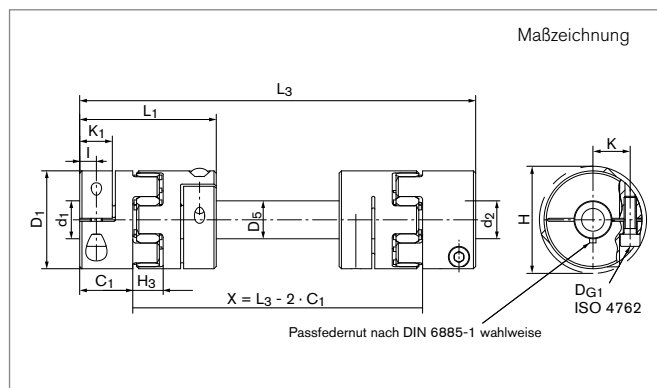 Maßzeichnung
L3
L1
K1
I
K
D1
d1
D5
d2
H
C1
H3
X = L3 - 2 · C1
DG1
ISO 4762
Passfedernut nach DIN 6885-1 wahlweise